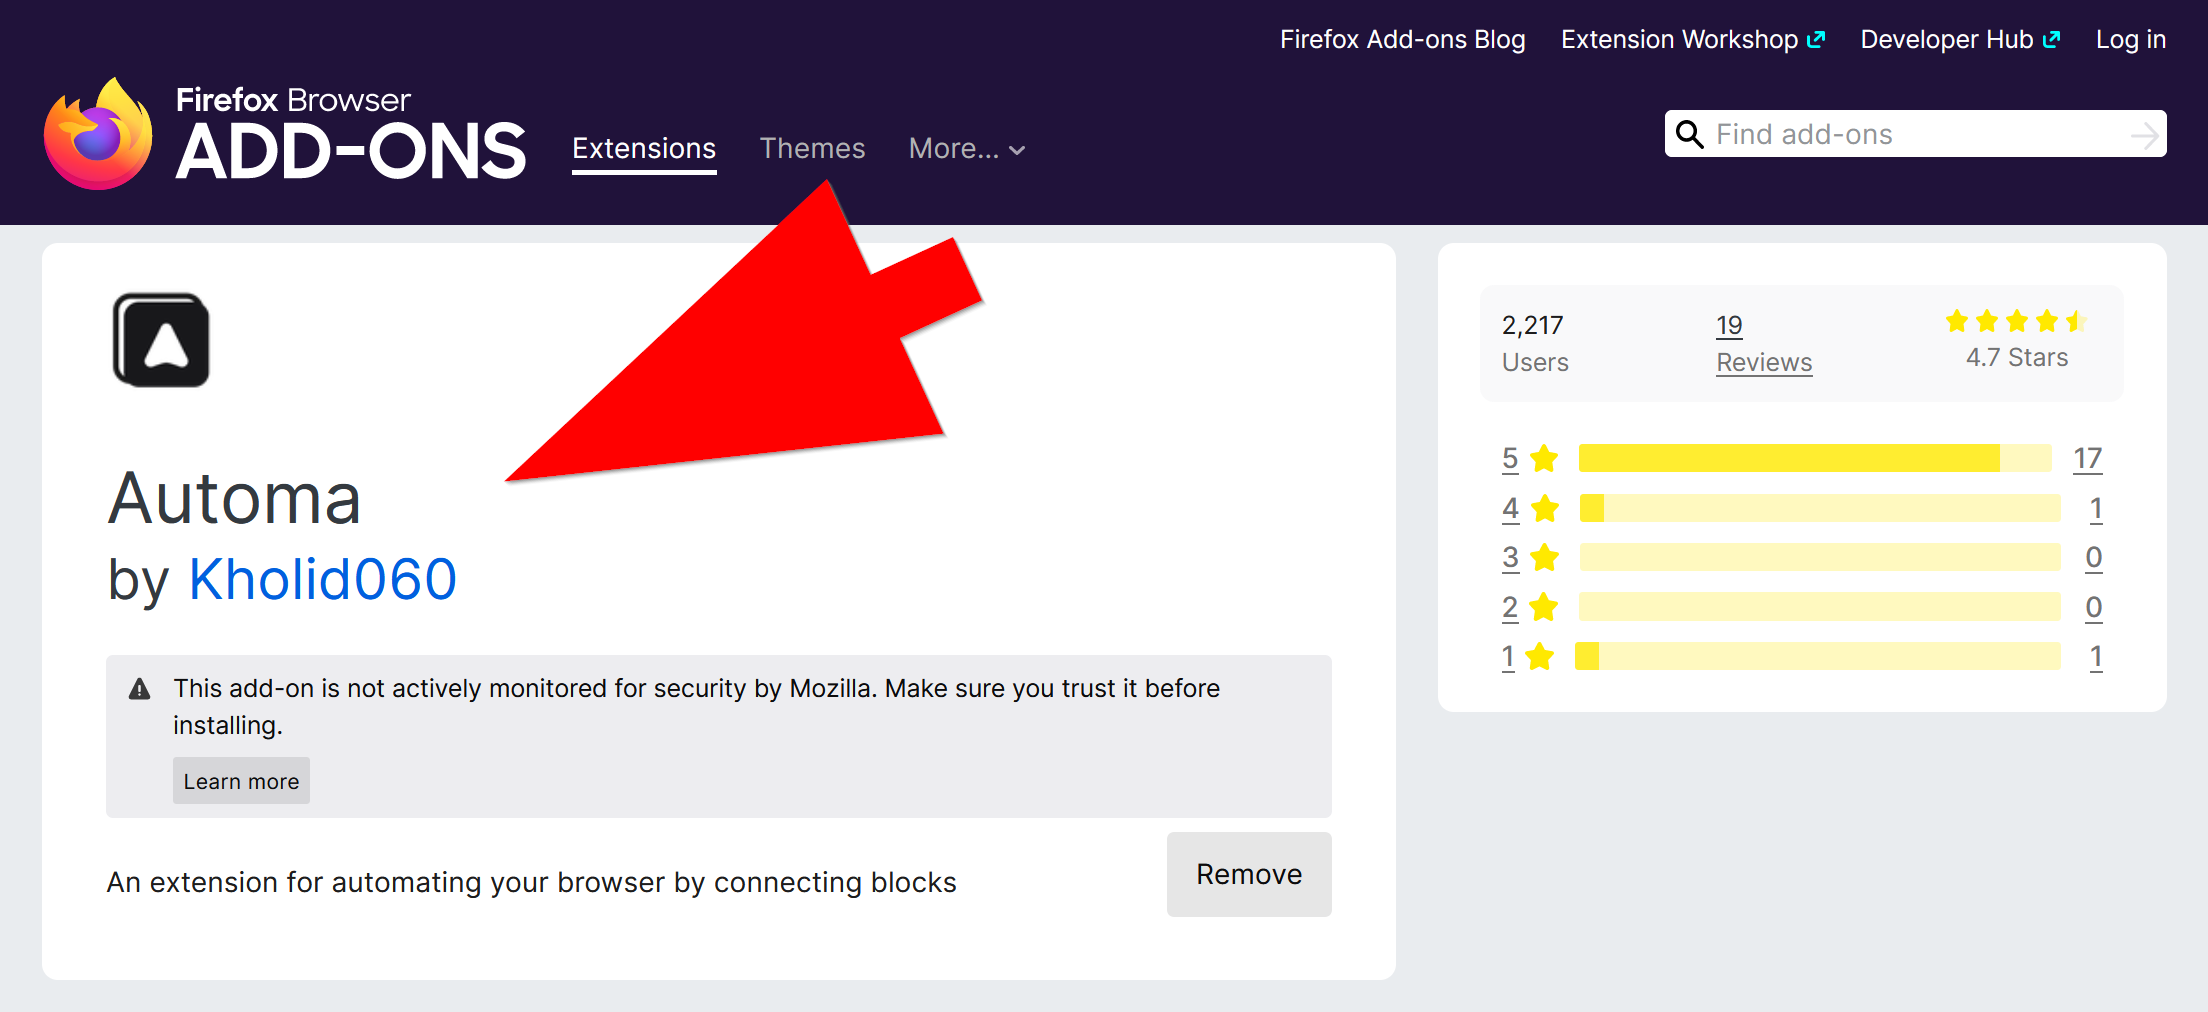 Firefox Add-ons Blog Extension Workshop Developer Hub Log in
Firefox Browser
ADD-ONS
Extensions Themes More...
Find add-ons
Automa
by Kholid060
This add-on is not actively monitored for security by Mozilla. Make sure you trust it before
installing.
Learn more
An extension for automating your browser by connecting blocks
Remove
2,217
Users
19
Reviews
4.7 Stars
5 17
4 1
3 0
2 0
1 1